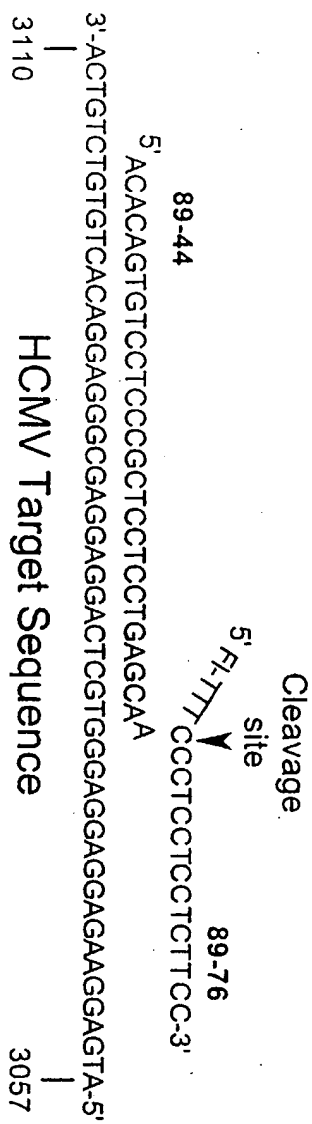 Cleavage
site
89-44
89-76
5' Fl-TTT CCCTCCTCCTCTTCC-3'
5' ACACAGTGTCCTCCCGCTCCTCCTGAGCAA
3'-ACTGTCTGTGTCACAGGAGGGCGAGGAGGACTCGTGGGAGGAGGAGAAGGAGTA-5'
3110
3057
HCMV Target Sequence